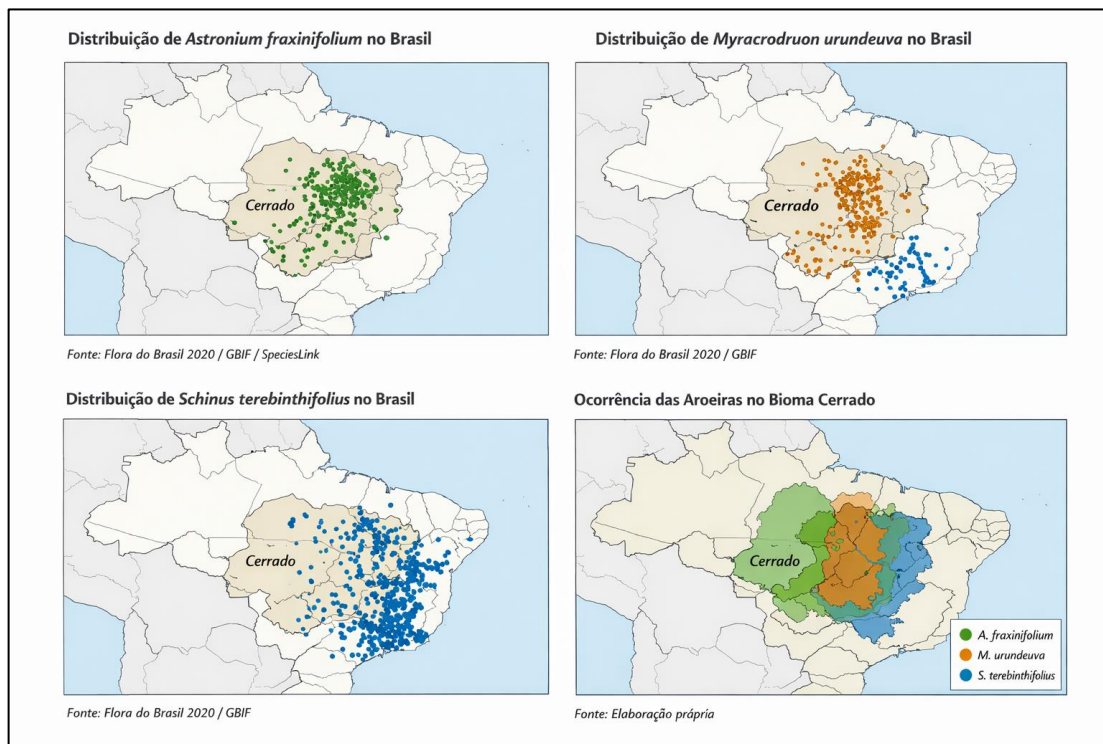 Distribuição de Astronium fraxinifolium no Brasil
Cerrado
Fonte: Flora do Brasil 2020 / GBIF / SpeciesLink
Distribuição de Myracrodruon urundeuva no Brasil
Cerrado
Fonte: Flora do Brasil 2020 / GBIF
Distribuição de Schinus terebinthifolius no Brasil
Cerrado
Fonte: Flora do Brasil 2020 / GBIF
Ocorrência das Aroeiras no Bioma Cerrado
Cerrado
A. fraxinifolium
M. urundeuva
S. terebinthifolius
Fonte: Elaboração prápria